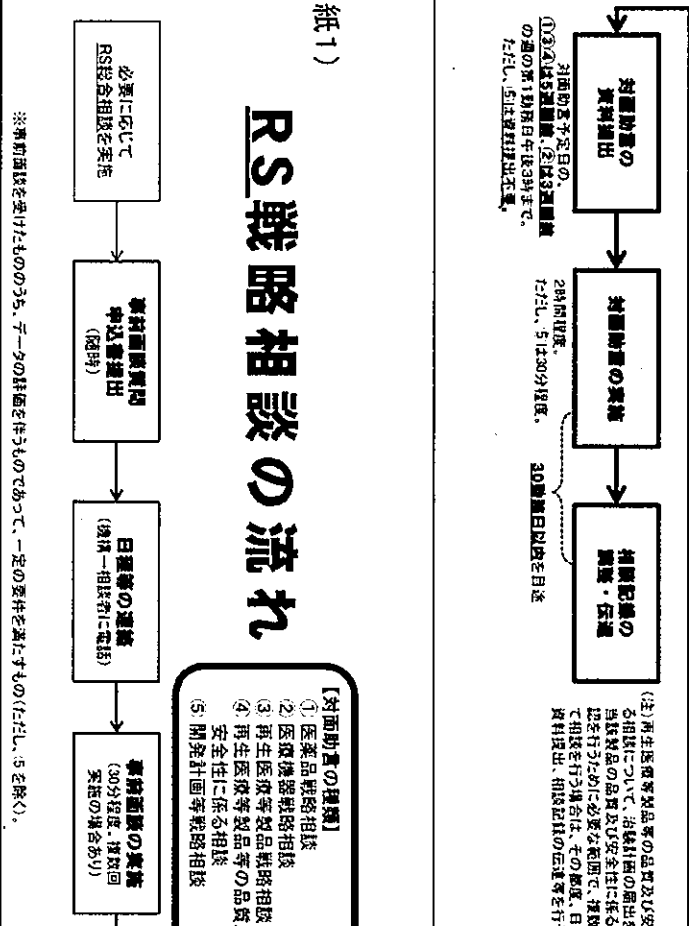 紙1)
RS戦略相談の流れ
必要に応じて
RS総合相談を実施
事前面談質問
申込書提出
(随時)
日程等の連絡
(機構→相談者に電話)
事前面談の実施
(30分程度、複数回
実施の場合あり)
※事前面談を受けたもののうち、データの評価を伴うものであって、一定の要件を満たすもの(ただし、⑤を除く)。
【対面助言の種類】
① 医薬品戦略相談
② 医療機器戦略相談
③ 再生医療等製品戦略相談
④ 再生医療等製品等の品質
安全性に係る相談
⑤ 開発計画等戦略相談
対面助言の
資料提出
対面助言予定日の、
①③④は5週間前、②は3週間前
の週の第1勤務日午後3時まで。
ただし、⑤は資料提出不要。
対面助言の実施
2時間程度。
ただし、⑤は30分程度。
30勤務日以内を目途
相談記録の
調整・伝達
(注)再生医療等製品等の品質及び安
る相談について、治験計画の届出を
当該製品の品質及び安全性に係る
認を行うために必要な範囲で、複数
て相談を行う場合は、その都度、日
資料提出、相談記録の伝達等を行